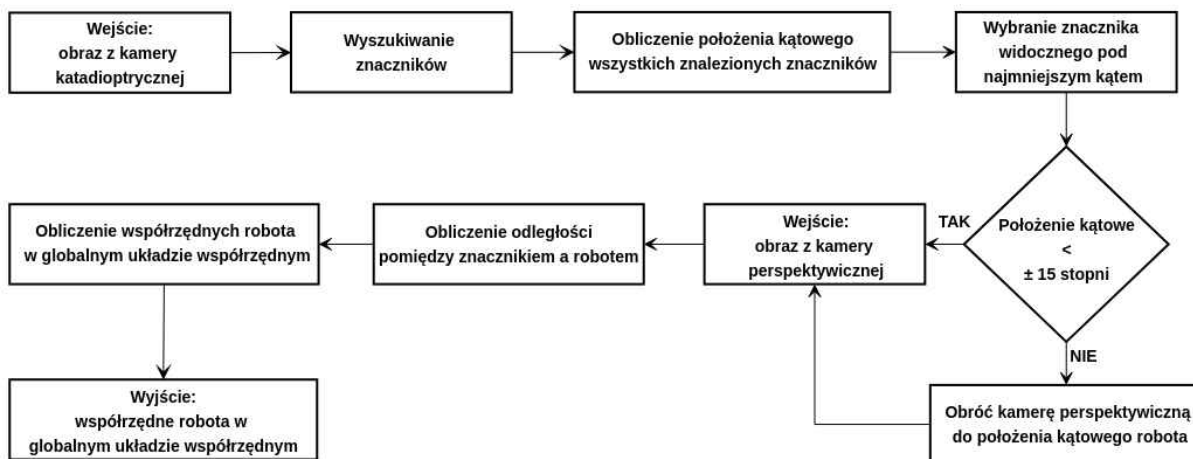 Wejście:
obraz z kamery
katadioptrycznej
Wyszukiwanie
znaczników
Obliczenie położenia kątowego
wszystkich znalezionych znaczników
Wybranie znacznika
widocznego pod
najmniejszym kątem
Położenie kątowe
<
± 15 stopni
TAK
NIE
Wejście:
obraz z kamery
perspektywicznej
Obliczenie odległości
pomiędzy znacznikiem a robotem
Obliczenie współrzędnych robota
w globalnym układzie współrzędnym
Wyjście:
współrzędne robota w
globalnym układzie współrzędnym
Obróć kamerę perspektywiczną
do położenia kątowego robota